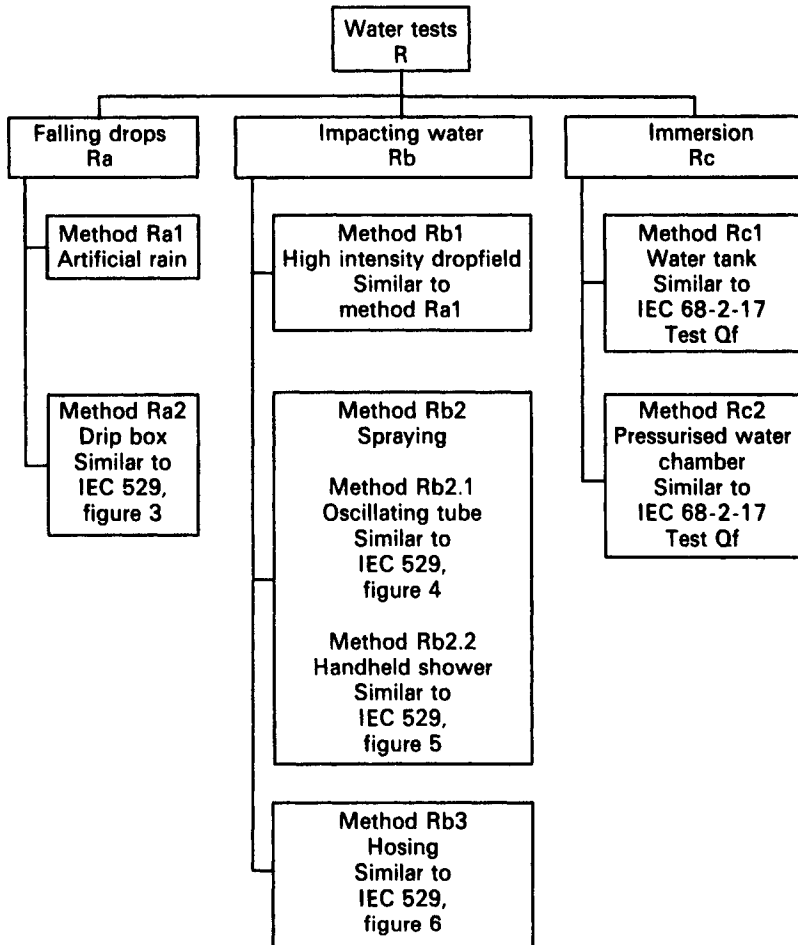 Water tests
R
Falling drops
Ra
Impacting water
Rb
Immersion
Rc
Method Ra1
Artificial rain
Method Rb1
High intensity dropfield
Similar to
method Ra1
Method Rc1
Water tank
Similar to
IEC 68-2-17
Test Qf
Method Ra2
Drip box
Similar to
IEC 529,
figure 3
Method Rb2
Spraying
Method Rb2.1
Oscillating tube
Similar to
IEC 529,
figure 4
Method Rb2.2
Handheld shower
Similar to
IEC 529,
figure 5
Method Rc2
Pressurised water
chamber
Similar to
IEC 68-2-17
Test Qf
Method Rb3
Hosing
Similar to
IEC 529,
figure 6